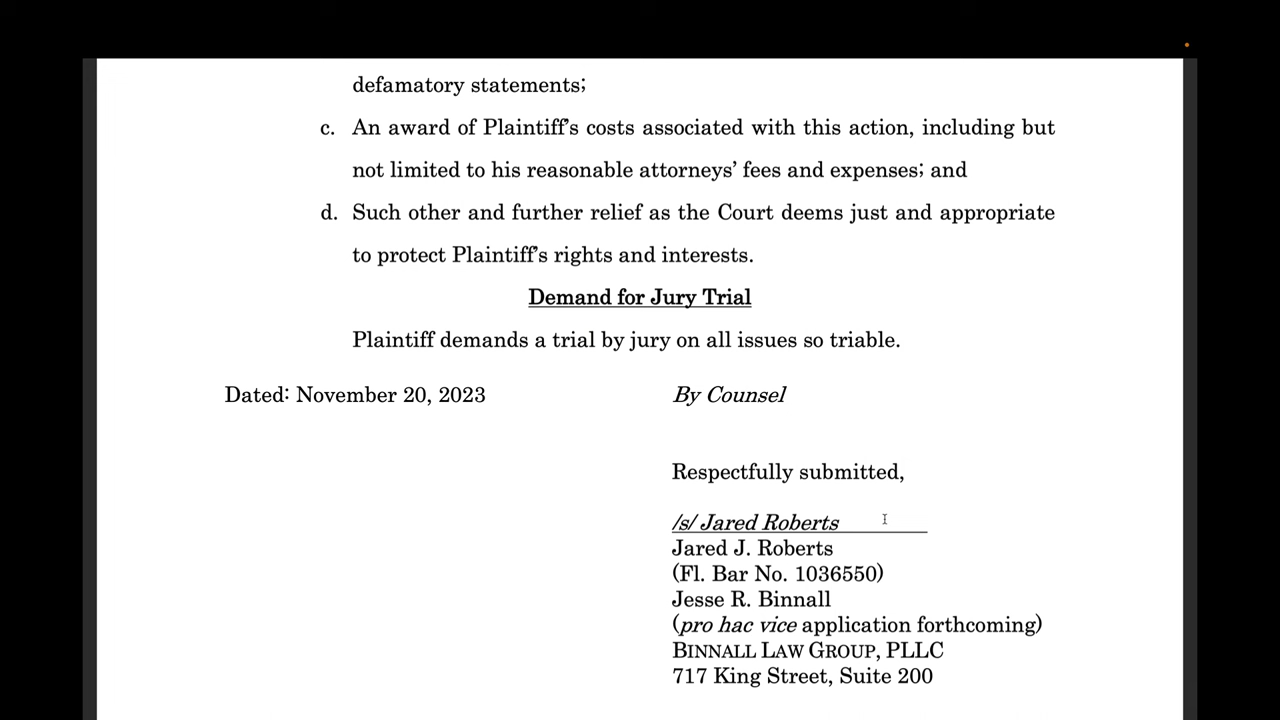 defamatory statements;
c. An award of Plaintiff's costs associated with this action, including but
not limited to his reasonable attorneys' fees and expenses; and
d. Such other and further relief as the Court deems just and appropriate
to protect Plaintiff's rights and interests.
Demand for Jury Trial
Plaintiff demands a trial by jury on all issues so triable.
Dated: November 20, 2023 By Counsel
Respectfully submitted,
/s/ Jared Roberts
Jared J. Roberts
(Fl. Bar No. 1036550)
Jesse R. Binnall
(pro hac vice application forthcoming)
BINNALL LAW GROUP, PLLC
717 King Street, Suite 200